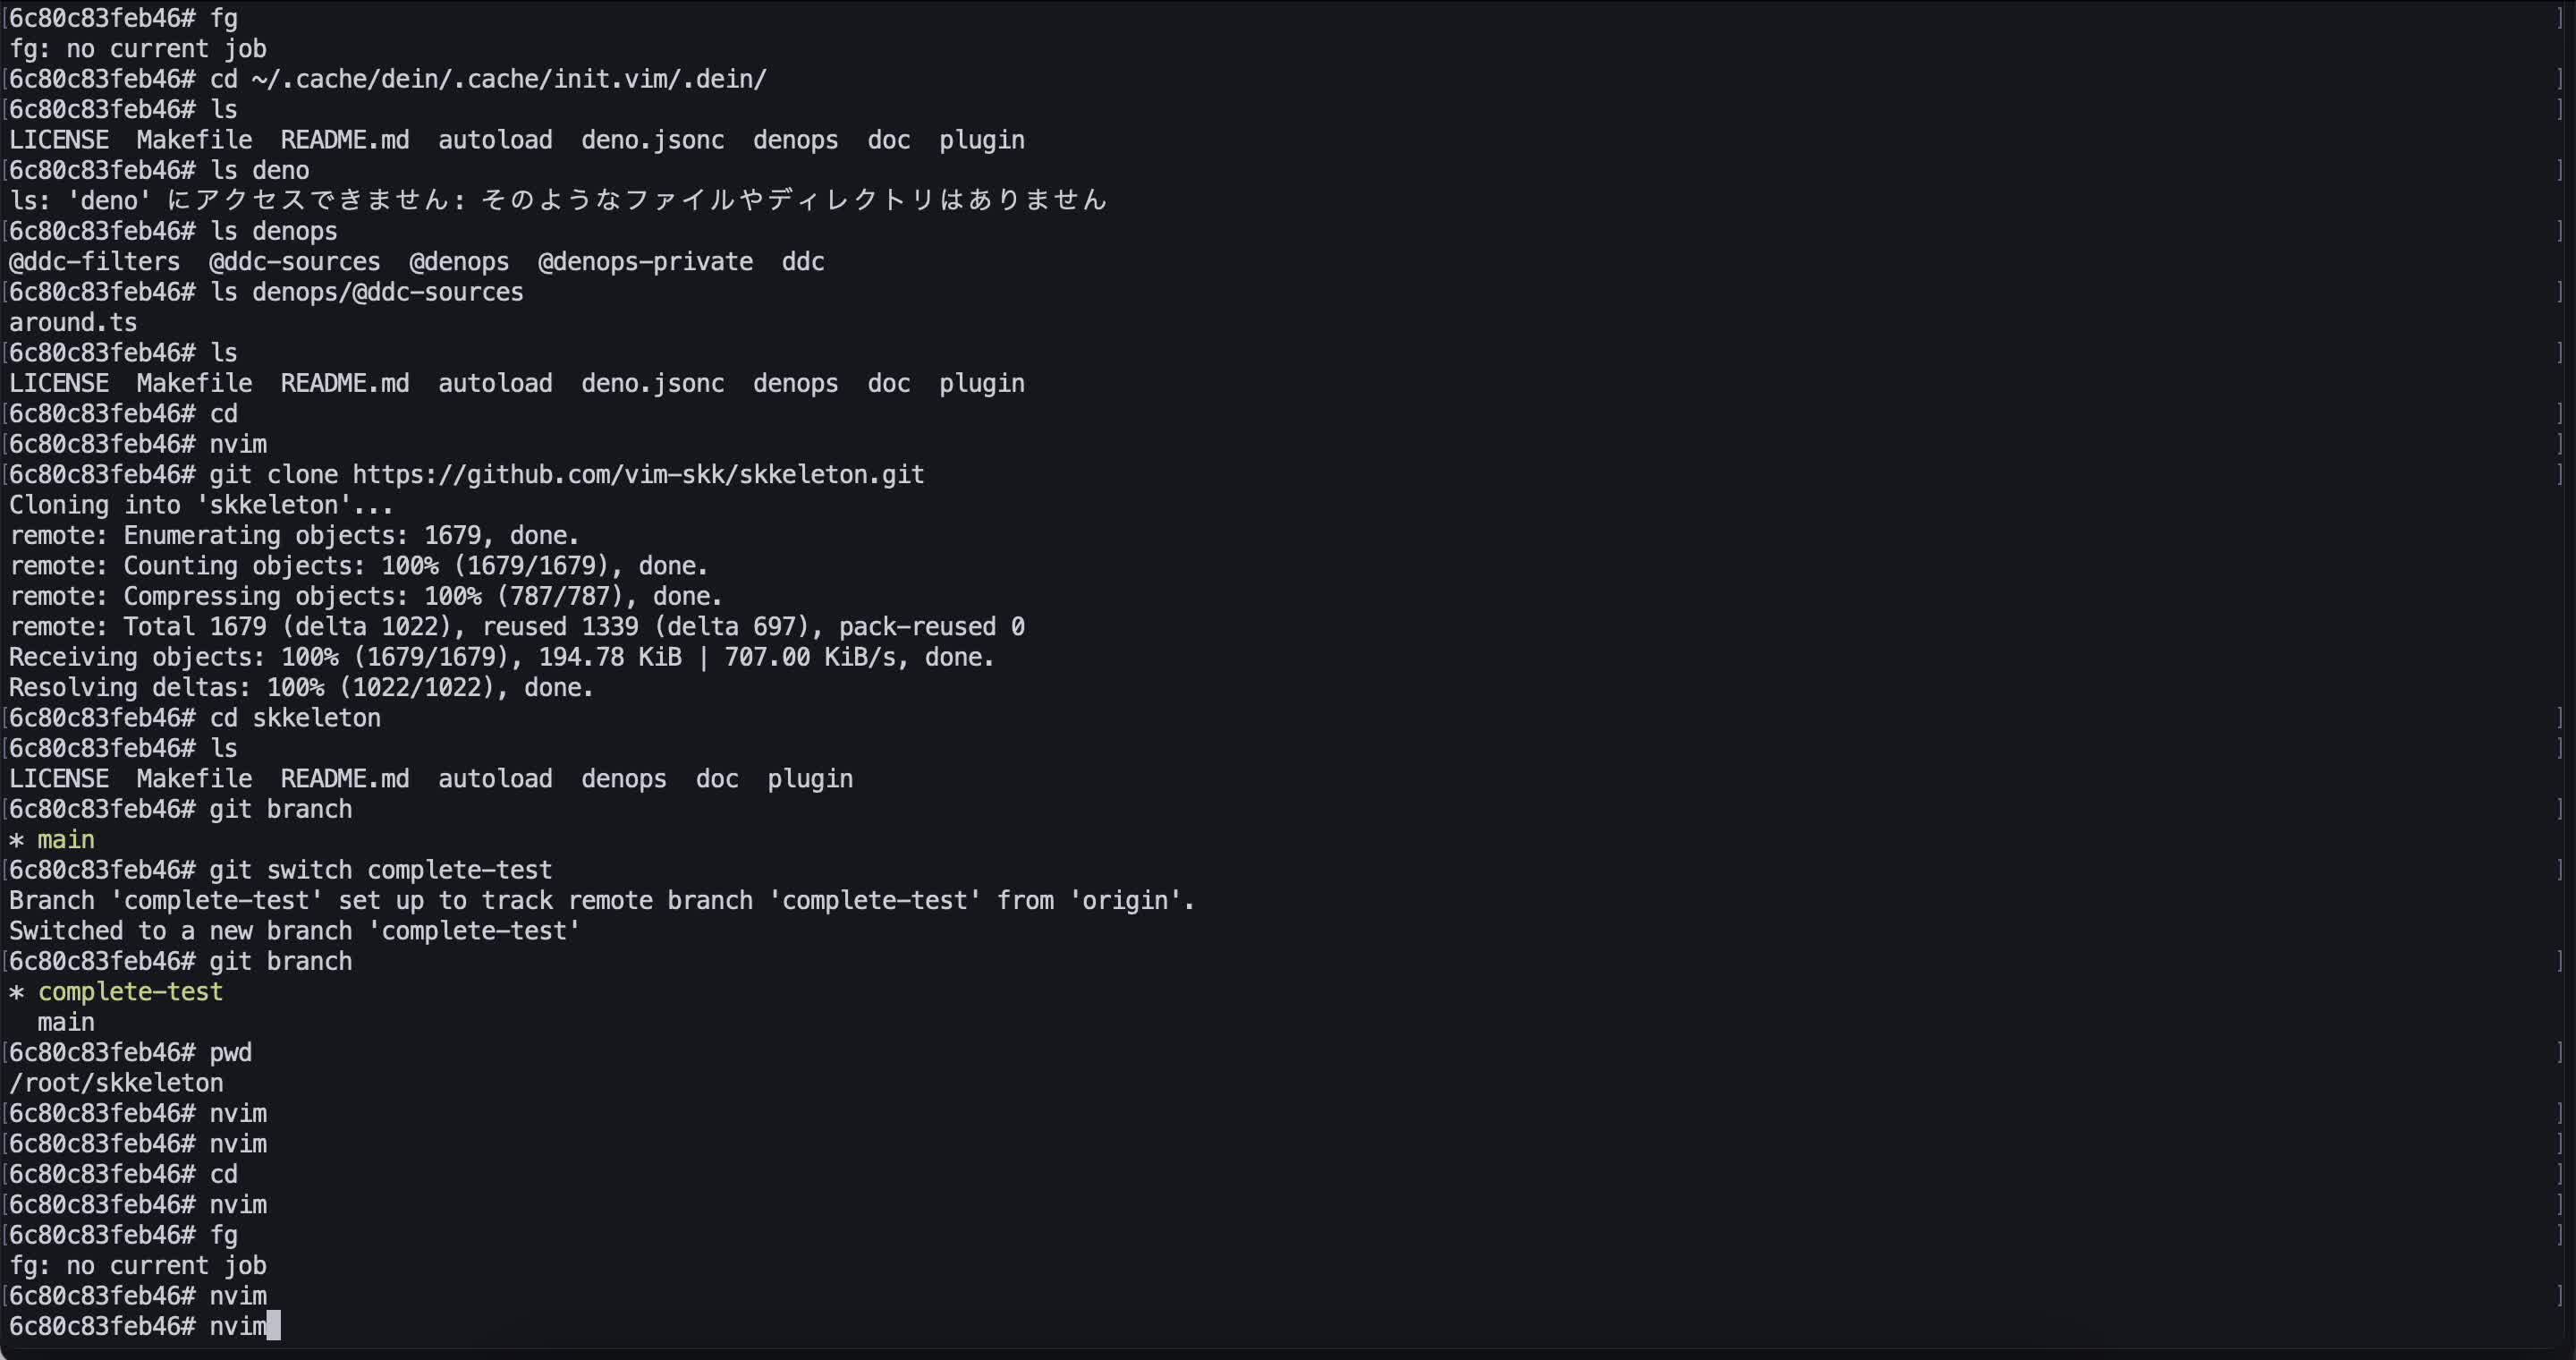 [6c80c83feb46# fg ]
fg: no current job
[6c80c83feb46# cd ~/.cache/dein/.cache/init.vim/.dein/ ]
[6c80c83feb46# ls ]
LICENSE  Makefile  README.md  autoload  deno.jsonc  denops  doc  plugin
[6c80c83feb46# ls deno ]
ls: 'deno' にアクセスできません: そのようなファイルやディレクトリはありません
[6c80c83feb46# ls denops ]
@ddc-filters  @ddc-sources  @denops  @denops-private  ddc
[6c80c83feb46# ls denops/@ddc-sources ]
around.ts
[6c80c83feb46# ls ]
LICENSE  Makefile  README.md  autoload  deno.jsonc  denops  doc  plugin
[6c80c83feb46# cd ]
[6c80c83feb46# nvim ]
[6c80c83feb46# git clone https://github.com/vim-skk/skkeleton.git ]
Cloning into 'skkeleton'...
remote: Enumerating objects: 1679, done.
remote: Counting objects: 100% (1679/1679), done.
remote: Compressing objects: 100% (787/787), done.
remote: Total 1679 (delta 1022), reused 1339 (delta 697), pack-reused 0
Receiving objects: 100% (1679/1679), 194.78 KiB | 707.00 KiB/s, done.
Resolving deltas: 100% (1022/1022), done.
[6c80c83feb46# cd skkeleton ]
[6c80c83feb46# ls ]
LICENSE  Makefile  README.md  autoload  denops  doc  plugin
[6c80c83feb46# git branch ]
* main
[6c80c83feb46# git switch complete-test ]
Branch 'complete-test' set up to track remote branch 'complete-test' from 'origin'.
Switched to a new branch 'complete-test'
[6c80c83feb46# git branch ]
* complete-test
  main
[6c80c83feb46# pwd ]
/root/skkeleton
[6c80c83feb46# nvim ]
[6c80c83feb46# nvim ]
[6c80c83feb46# cd ]
[6c80c83feb46# nvim ]
[6c80c83feb46# fg ]
fg: no current job
[6c80c83feb46# nvim ]
6c80c83feb46# nvim